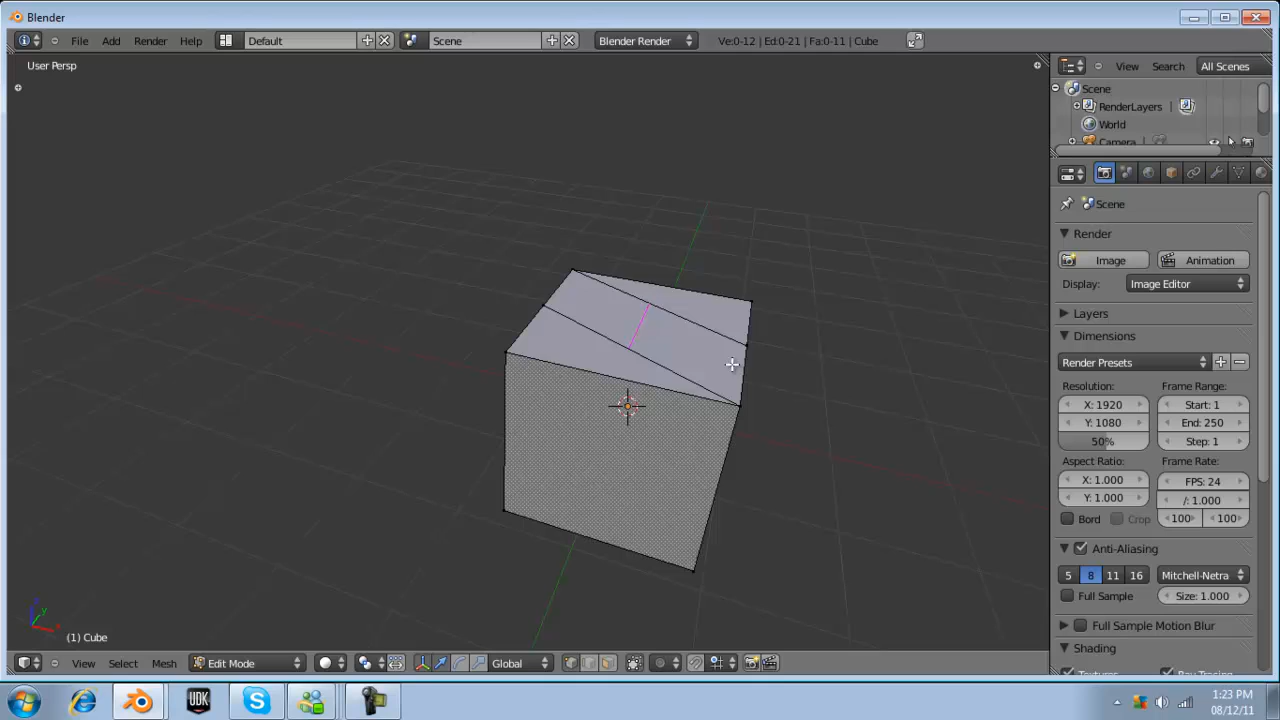 Blender
File Add Render Help Default Scene Blender Render Ve:0-12 | Ed:0-21 | Fa:0-11 | Cube
User Persp
View Search All Scenes
Scene
RenderLayers |
World
Camera
Scene
Render
Image Animation
Display: Image Editor
Layers
Dimensions
Render Presets
Resolution: Frame Range:
X: 1920 Start: 1
Y: 1080 End: 250
50% Step: 1
Aspect Ratio: Frame Rate:
X: 1.000 FPS: 24
Y: 1.000 /: 1.000
Bord Crop 100 100
Anti-Aliasing
5 8 11 16 Mitchell-Netra
Full Sample Size: 1.000
Full Sample Motion Blur
Shading
Textures Ray Tracing
(1) Cube
View Select Mesh Edit Mode Global
UDK
1:23 PM
08/12/11